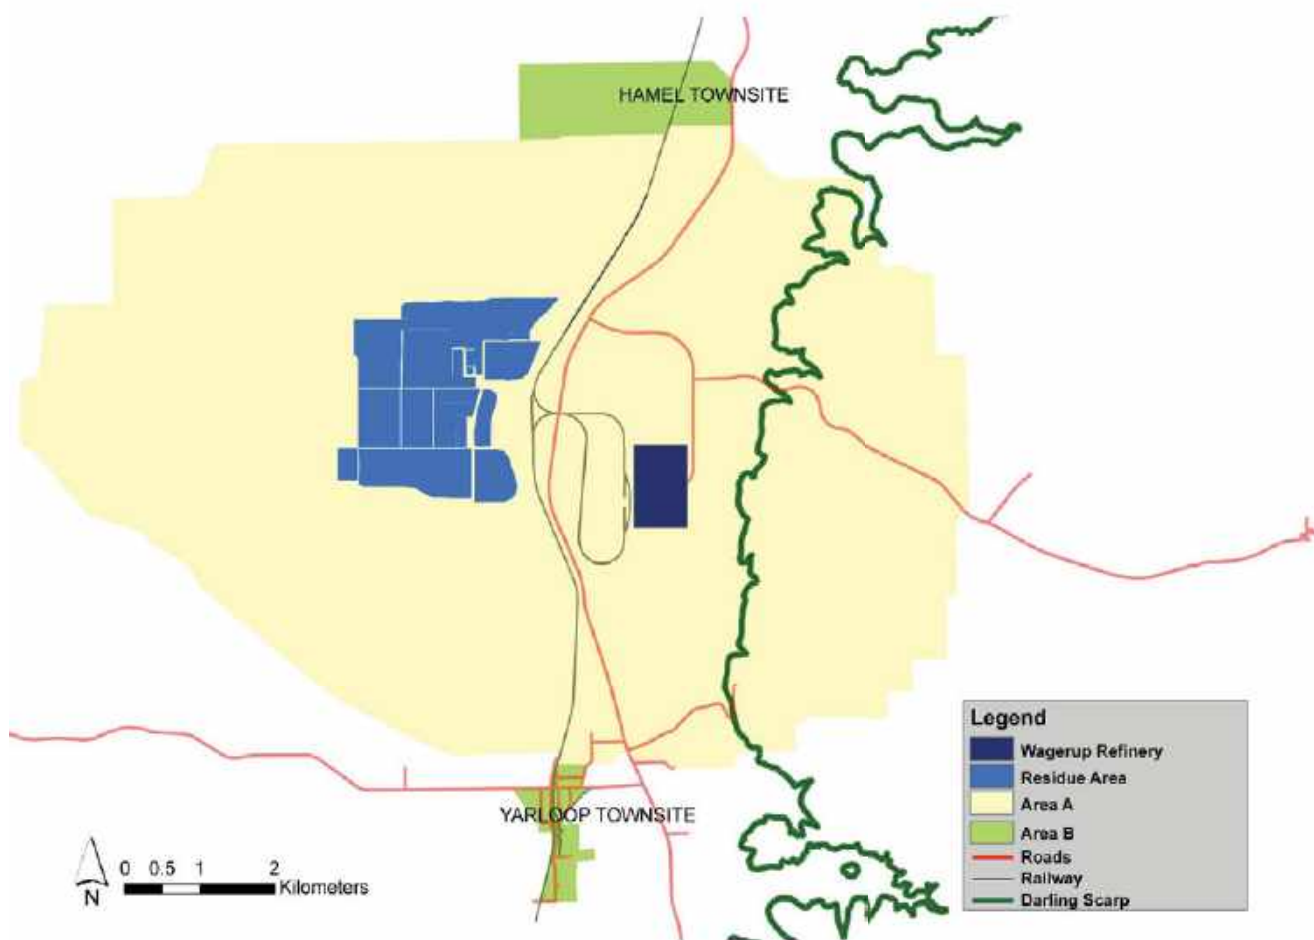 HAMEL TOWNSITE
YARLOOP TOWNSITE
Legend
Wagerup Refinery
Residue Area
Area A
Area B
Roads
Railway
Darling Scarp
N
0 0.5 1 2
Kilometers